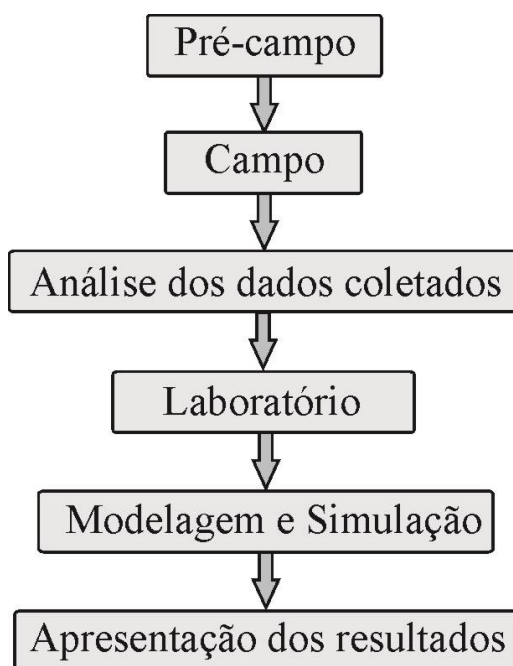 Pré-campo
Campo
Análise dos dados coletados
Laboratório
Modelagem e Simulação
Apresentação dos resultados